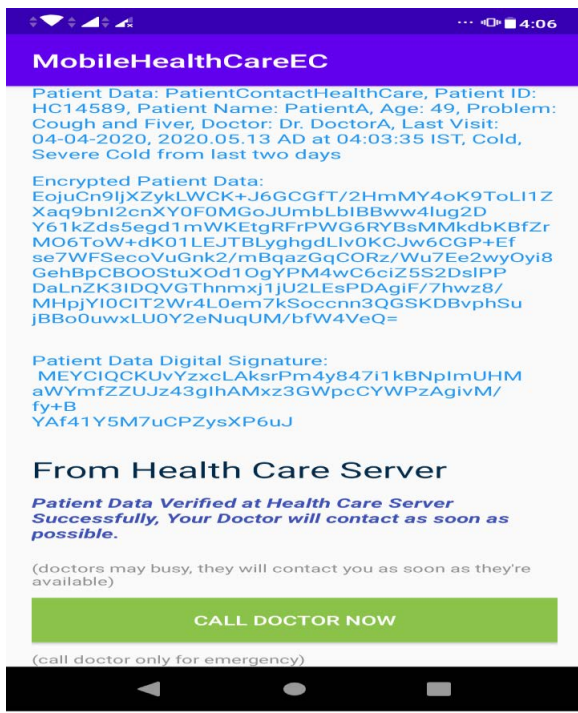 4:06
MobileHealthCareEC
Patient Data: PatientContactHealthCare, Patient ID:
HC14589, Patient Name: PatientA, Age: 49, Problem:
Cough and Fiver, Doctor: Dr. DoctorA, Last Visit:
04-04-2020, 2020.05.13 AD at 04:03:35 IST, Cold,
Severe Cold from last two days
Encrypted Patient Data:
EojuCn9IjXZykLWCK+J6GCGfT/2HmMY4oK9ToLI1Z
Xaq9bnI2cnXY0F0MGoJUmbLbIBBww4lug2D
Y61kZds5egd1mWKEtgRFrPWG6RYBsMMkdbKBfZr
MO6ToW+dK01LEJTBLyghgdLlv0KCJw6CGP+Ef
se7WFSecoVuGnk2/mBqazGqCORz/Wu7Ee2wyOyi8
GehBpCBOOStuXOd1OgYPM4wC6ciZ5S2DsIPP
DaLnZK3IDQVGThnmxj1jU2LEsPDAgiF/7hwz8/
MHpjYI0CIT2Wr4L0em7kSoccnn3QGSKDBvphSu
jBBo0uwxLU0Y2eNuqUM/bfW4VeQ=
Patient Data Digital Signature:
MEYCIQCKUvYzxcLAksrPm4y847i1kBNpImUHM
aWYmfZZUJz43gIhAMxz3GWpcCYWPzAgivM/
fy+B
YAf41Y5M7uCPZysXP6uJ
From Health Care Server
Patient Data Verified at Health Care Server
Successfully, Your Doctor will contact as soon as
possible.
(doctors may busy, they will contact you as soon as they're
available)
CALL DOCTOR NOW
(call doctor only for emergency)